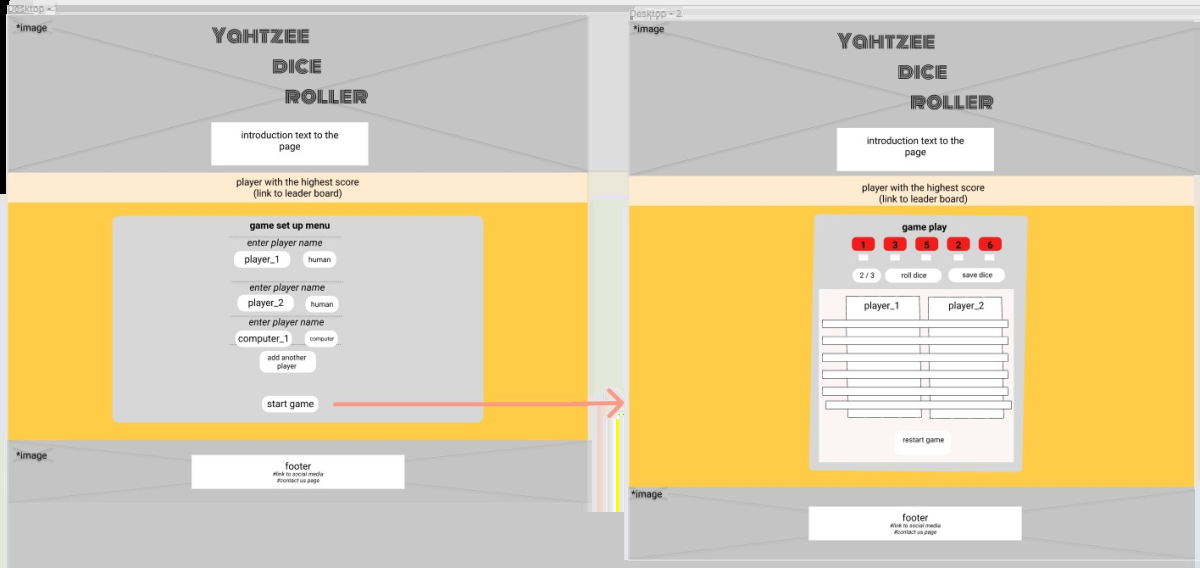 Desktop - 1
*image
YAHTZEE
DICE
ROLLER
introduction text to the
page
player with the highest score
(link to leader board)
game set up menu
enter player name
player_1 human
enter player name
player_2 human
enter player name
computer_1 computer
add another
player
start game
*image
footer
#link to social media
#contact us page
Desktop - 2
*image
YAHTZEE
DICE
ROLLER
introduction text to the
page
player with the highest score
(link to leader board)
game play
1 3 5 2 6
2 / 3 roll dice save dice
player_1 player_2
restart game
*image
footer
#link to social media
#contact us page